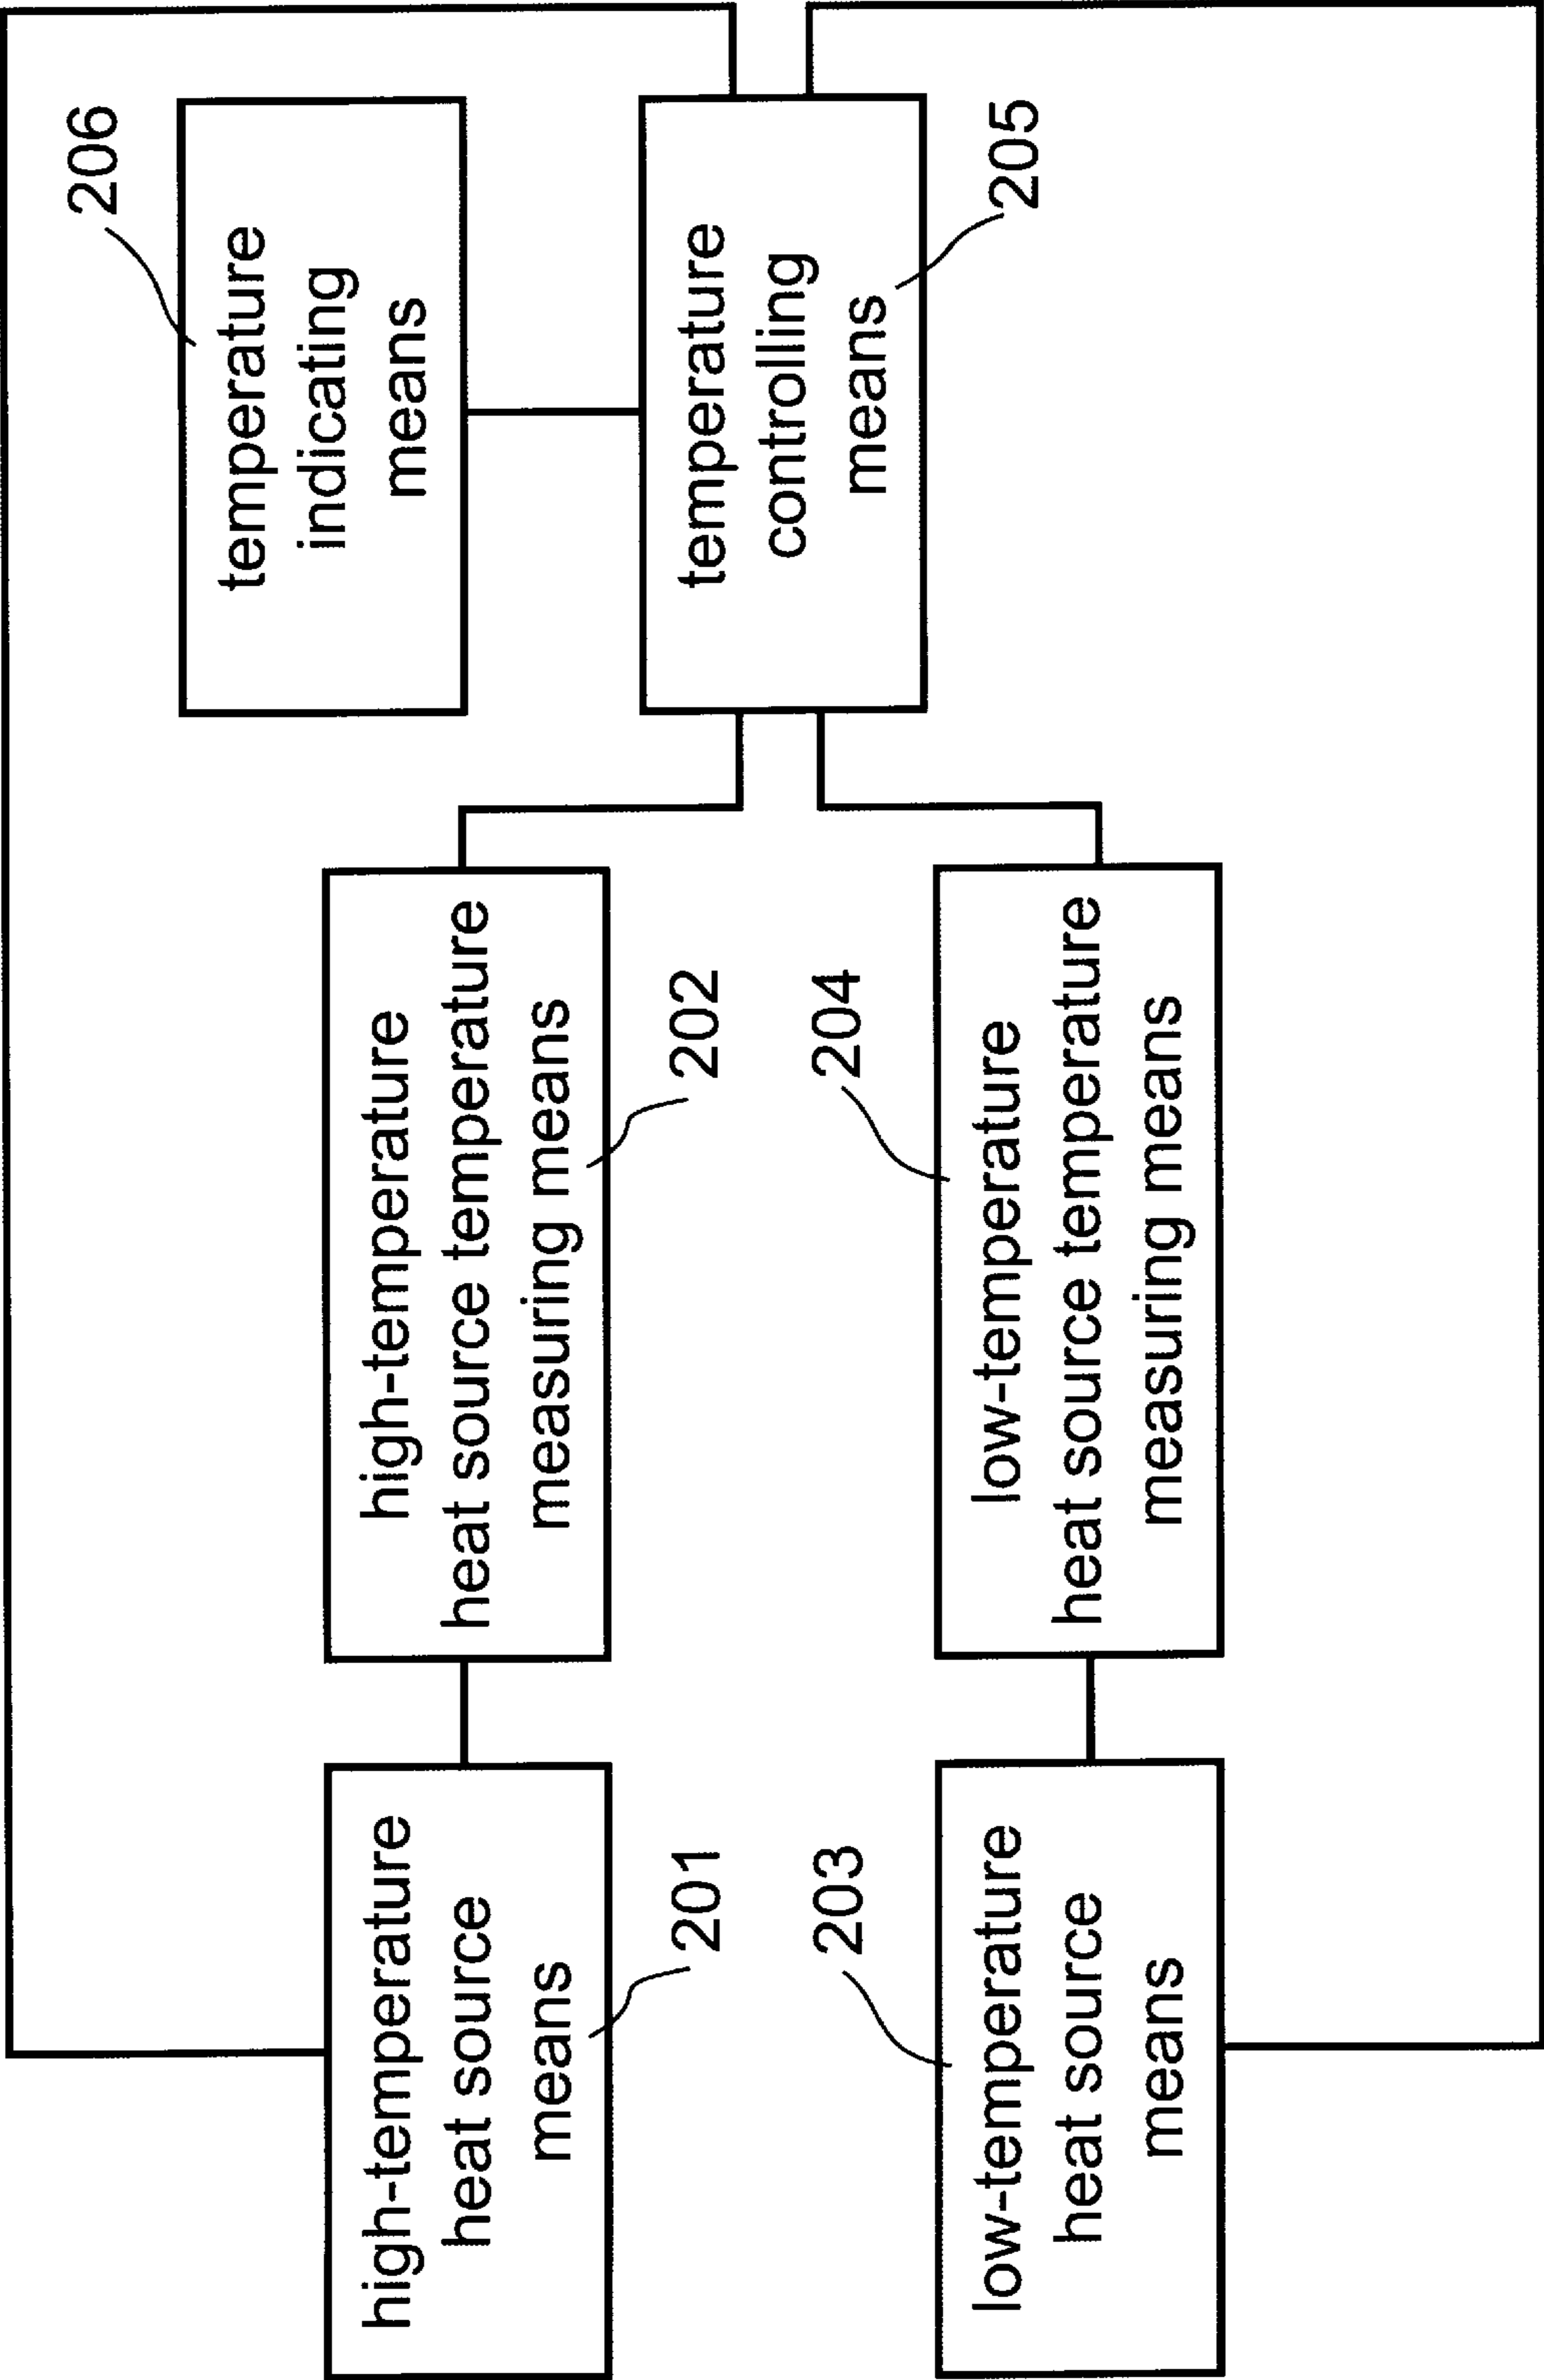 206
temperature
indicating
means
high-temperature
heat source
means
201
high-temperature
heat source temperature
measuring means
202
temperature
controlling
means
205
203
low-temperature
heat source
means
204
low-temperature
heat source temperature
measuring means